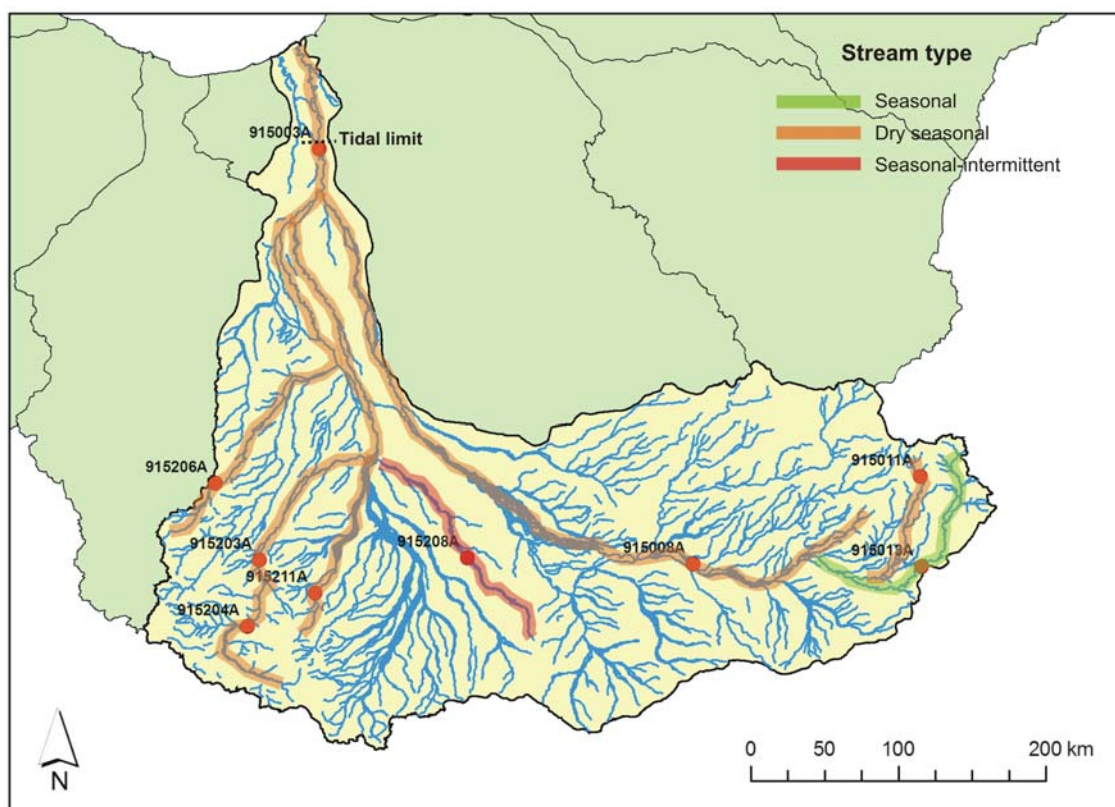 Stream type
Seasonal
Dry seasonal
Seasonal-intermittent
915003A
Tidal limit
915206A
915011A
915203A
915208A
915008A
915013A
915211A
915204A
N
0 50 100 200 km